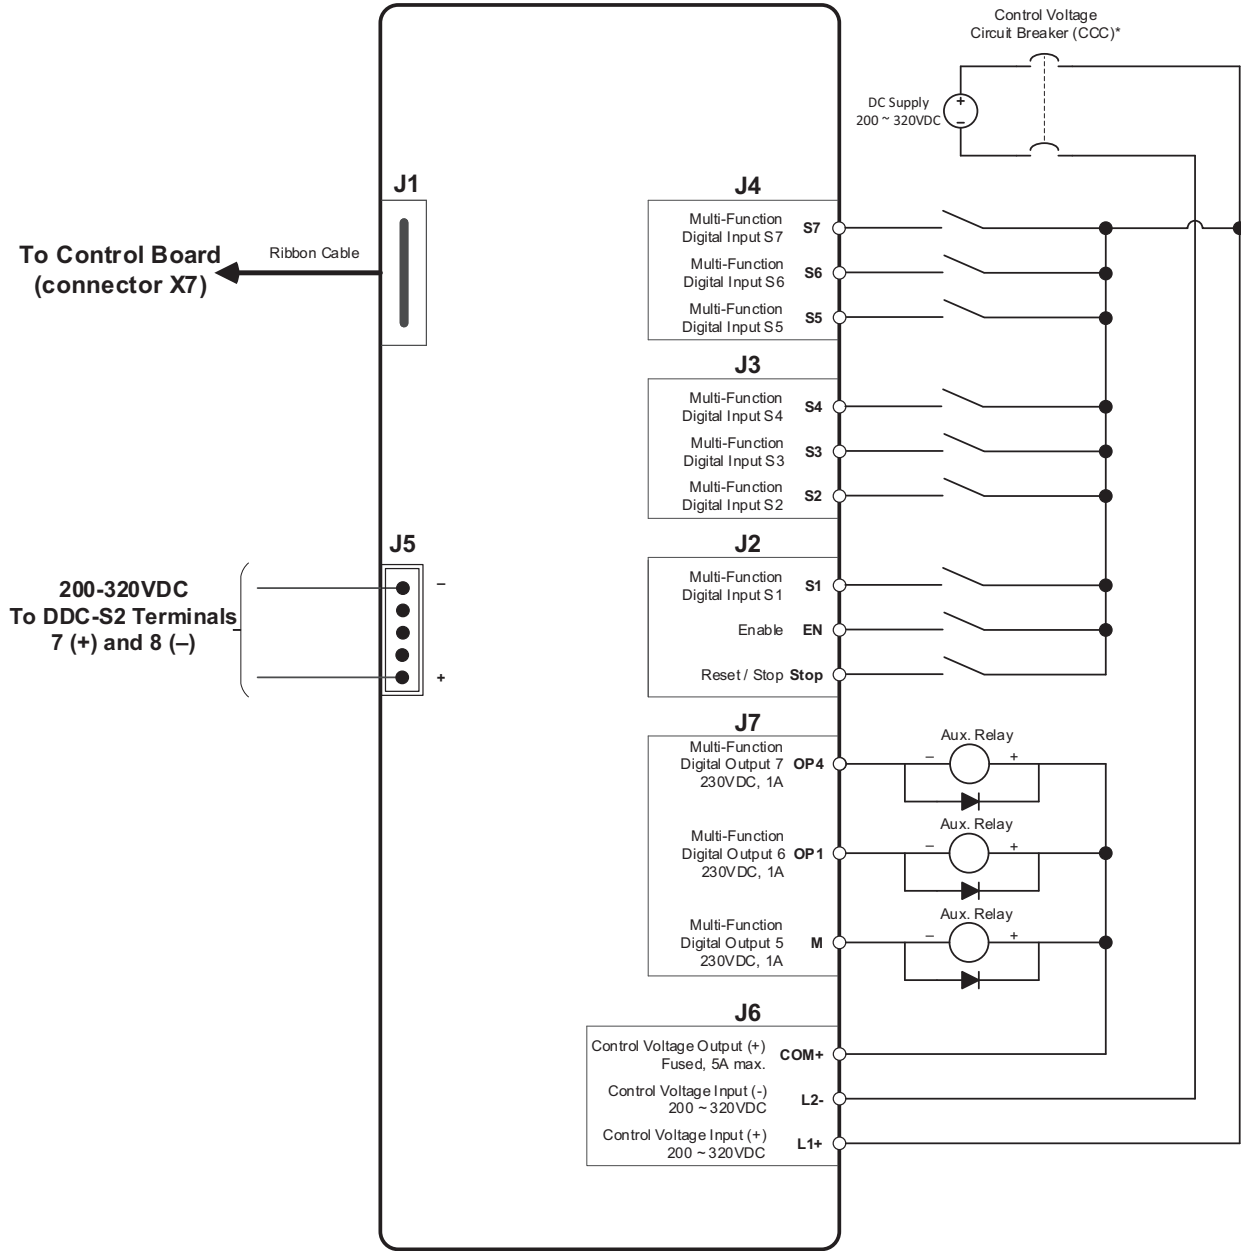 Control Voltage
Circuit Breaker (CCC)*
DC Supply
200 ~ 320VDC
+
–
J1
To Control Board
(connector X7)
Ribbon Cable
J4
Multi-Function
Digital Input S7
S7
Multi-Function
Digital Input S6
S6
Multi-Function
Digital Input S5
S5
J3
Multi-Function
Digital Input S4
S4
Multi-Function
Digital Input S3
S3
Multi-Function
Digital Input S2
S2
J5
–
+
200-320VDC
To DDC-S2 Terminals
7 (+) and 8 (–)
J2
Multi-Function
Digital Input S1
S1
Enable EN
Reset / Stop Stop
J7
Multi-Function
Digital Output 7
230VDC, 1A
OP4
Aux. Relay
– +
Multi-Function
Digital Output 6
230VDC, 1A
OP1
Aux. Relay
– +
Multi-Function
Digital Output 5
230VDC, 1A
M
Aux. Relay
– +
J6
Control Voltage Output (+)
Fused, 5A max.
COM+
Control Voltage Input (-)
200 ~ 320VDC
L2-
Control Voltage Input (+)
200 ~ 320VDC
L1+